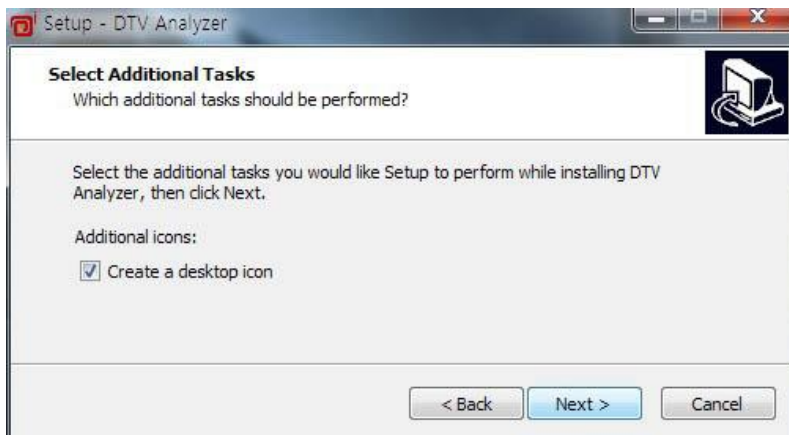 Setup - DTV Analyzer
Select Additional Tasks
Which additional tasks should be performed?
Select the additional tasks you would like Setup to perform while installing DTV
Analyzer, then click Next.
Additional icons:
Create a desktop icon
< Back Next > Cancel